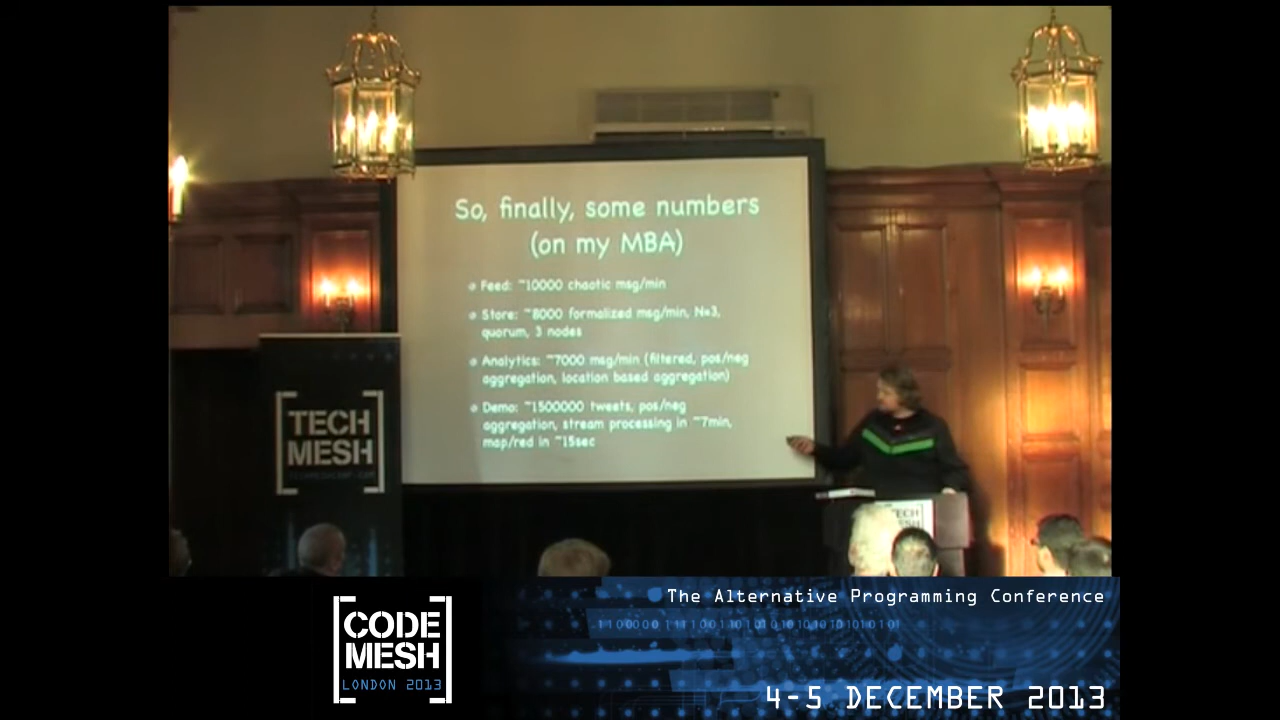 So, finally, some numbers
(on my MBA)
Feed: ~10000 chaotic msg/min
Store: ~8000 formalized msg/min, N=3,
quorum, 3 nodes
Analytics: ~7000 msg/min (filtered, pos/neg
aggregation, location based aggregation)
Demo: ~1500000 tweets, pos/neg
aggregation, stream processing in ~7min,
map/red in ~15sec
TECH
MESH
TECH
MESH
The Alternative Programming Conference
CODE
MESH
LONDON 2013
4-5 DECEMBER 2013